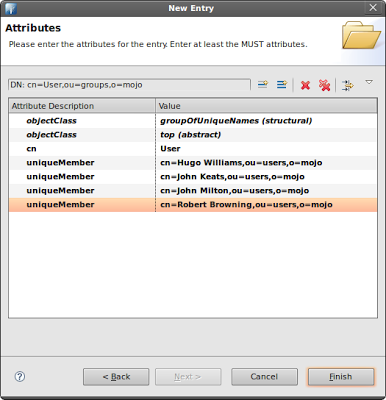 New Entry
Attributes
Please enter the attributes for the entry. Enter at least the MUST attributes.
DN: cn=User,ou=groups,o=mojo
Attribute Description Value
objectClass groupOfUniqueNames (structural)
objectClass top (abstract)
cn User
uniqueMember cn=Hugo Williams,ou=users,o=mojo
uniqueMember cn=John Keats,ou=users,o=mojo
uniqueMember cn=John Milton,ou=users,o=mojo
uniqueMember cn=Robert Browning,ou=users,o=mojo
? < Back Next > Cancel Finish